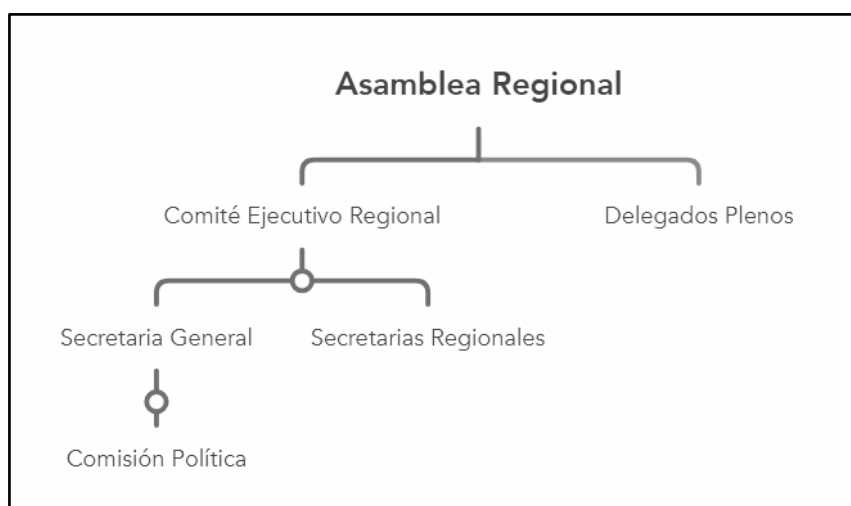 Asamblea Regional
Comité Ejecutivo Regional
Delegados Plenos
Secretaria General
Secretarias Regionales
Comisión Política